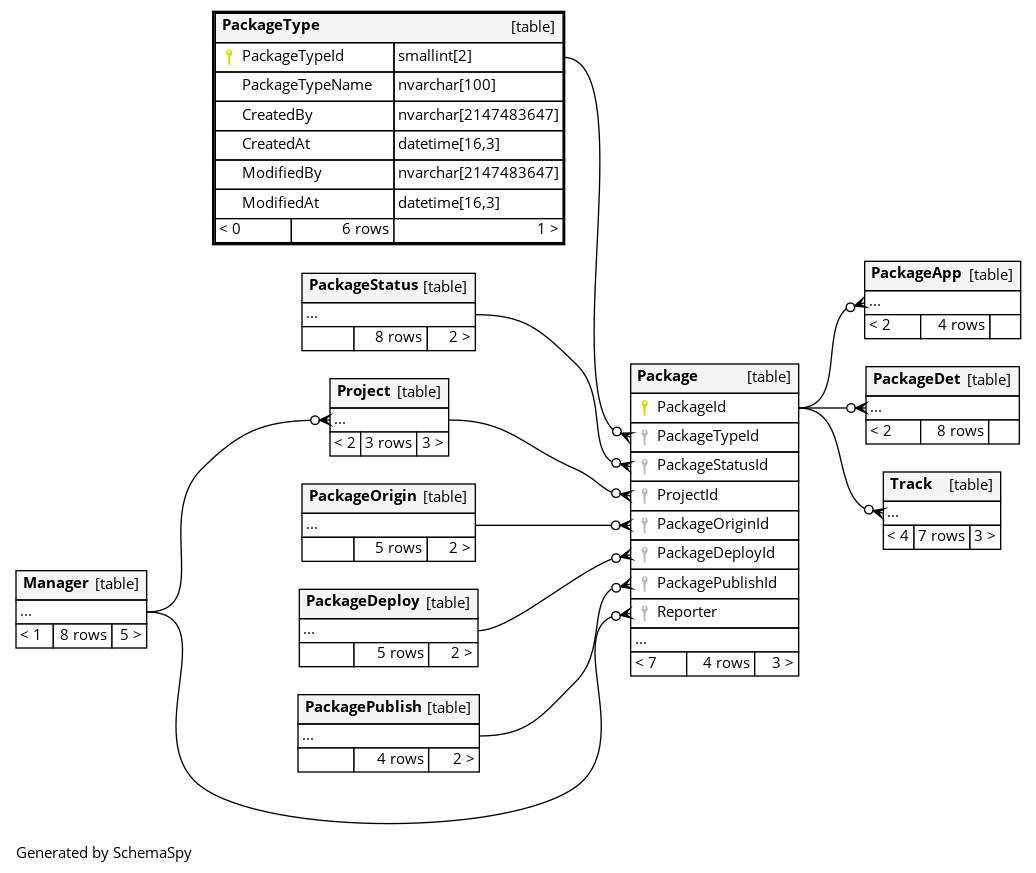 PackageType [table]
PackageTypeId smallint[2]
PackageTypeName nvarchar[100]
CreatedBy nvarchar[2147483647]
CreatedAt datetime[16,3]
ModifiedBy nvarchar[2147483647]
ModifiedAt datetime[16,3]
< 0 6 rows 1 >
PackageStatus [table]
...
8 rows 2 >
Project [table]
...
< 2 3 rows 3 >
PackageOrigin [table]
...
5 rows 2 >
Manager [table]
...
< 1 8 rows 5 >
PackageDeploy [table]
...
5 rows 2 >
PackagePublish [table]
...
4 rows 2 >
Package [table]
PackageId
PackageTypeId
PackageStatusId
ProjectId
PackageOriginId
PackageDeployId
PackagePublishId
Reporter
...
< 7 4 rows 3 >
PackageApp [table]
...
< 2 4 rows
PackageDet [table]
...
< 2 8 rows
Track [table]
...
< 4 7 rows 3 >
Generated by SchemaSpy